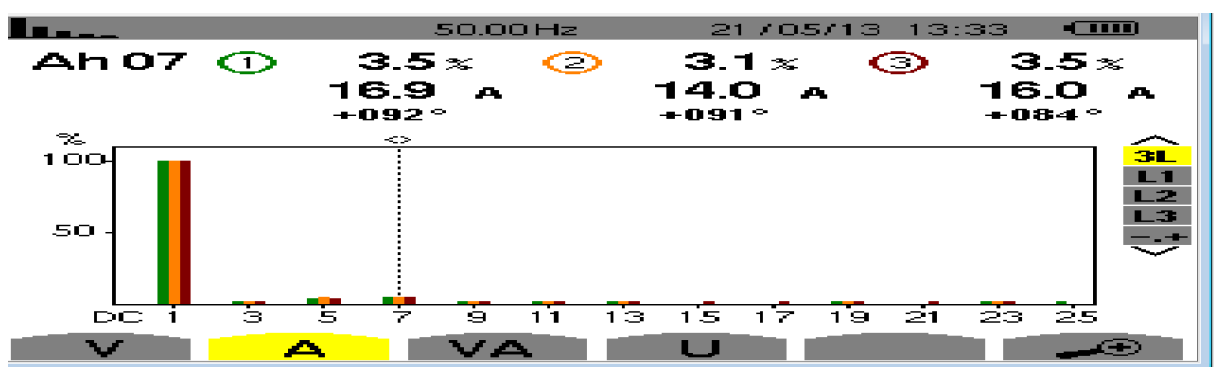 50.00 Hz 21/05/13 13:33
Ah 07 1 3.5 % 2 3.1 % 3 3.5 %
16.9 A 14.0 A 16.0 A
+092° +091° +084°
% <>
100
50
DC 1 3 5 7 9 11 13 15 17 19 21 23 25
3L
L1
L2
L3
-.+
V A VA U